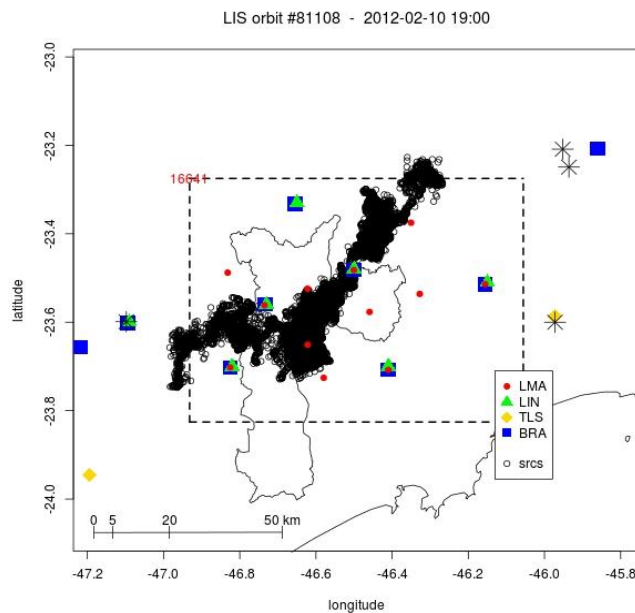 LIS orbit #81108 - 2012-02-10 19:00
-23.0
-23.2
-23.4
-23.6
-23.8
-24.0
latitude
16641
LMA
LIN
TLS
BRA
srcs
0 5 20 50 km
-47.2 -47.0 -46.8 -46.6 -46.4 -46.2 -46.0 -45.8
longitude